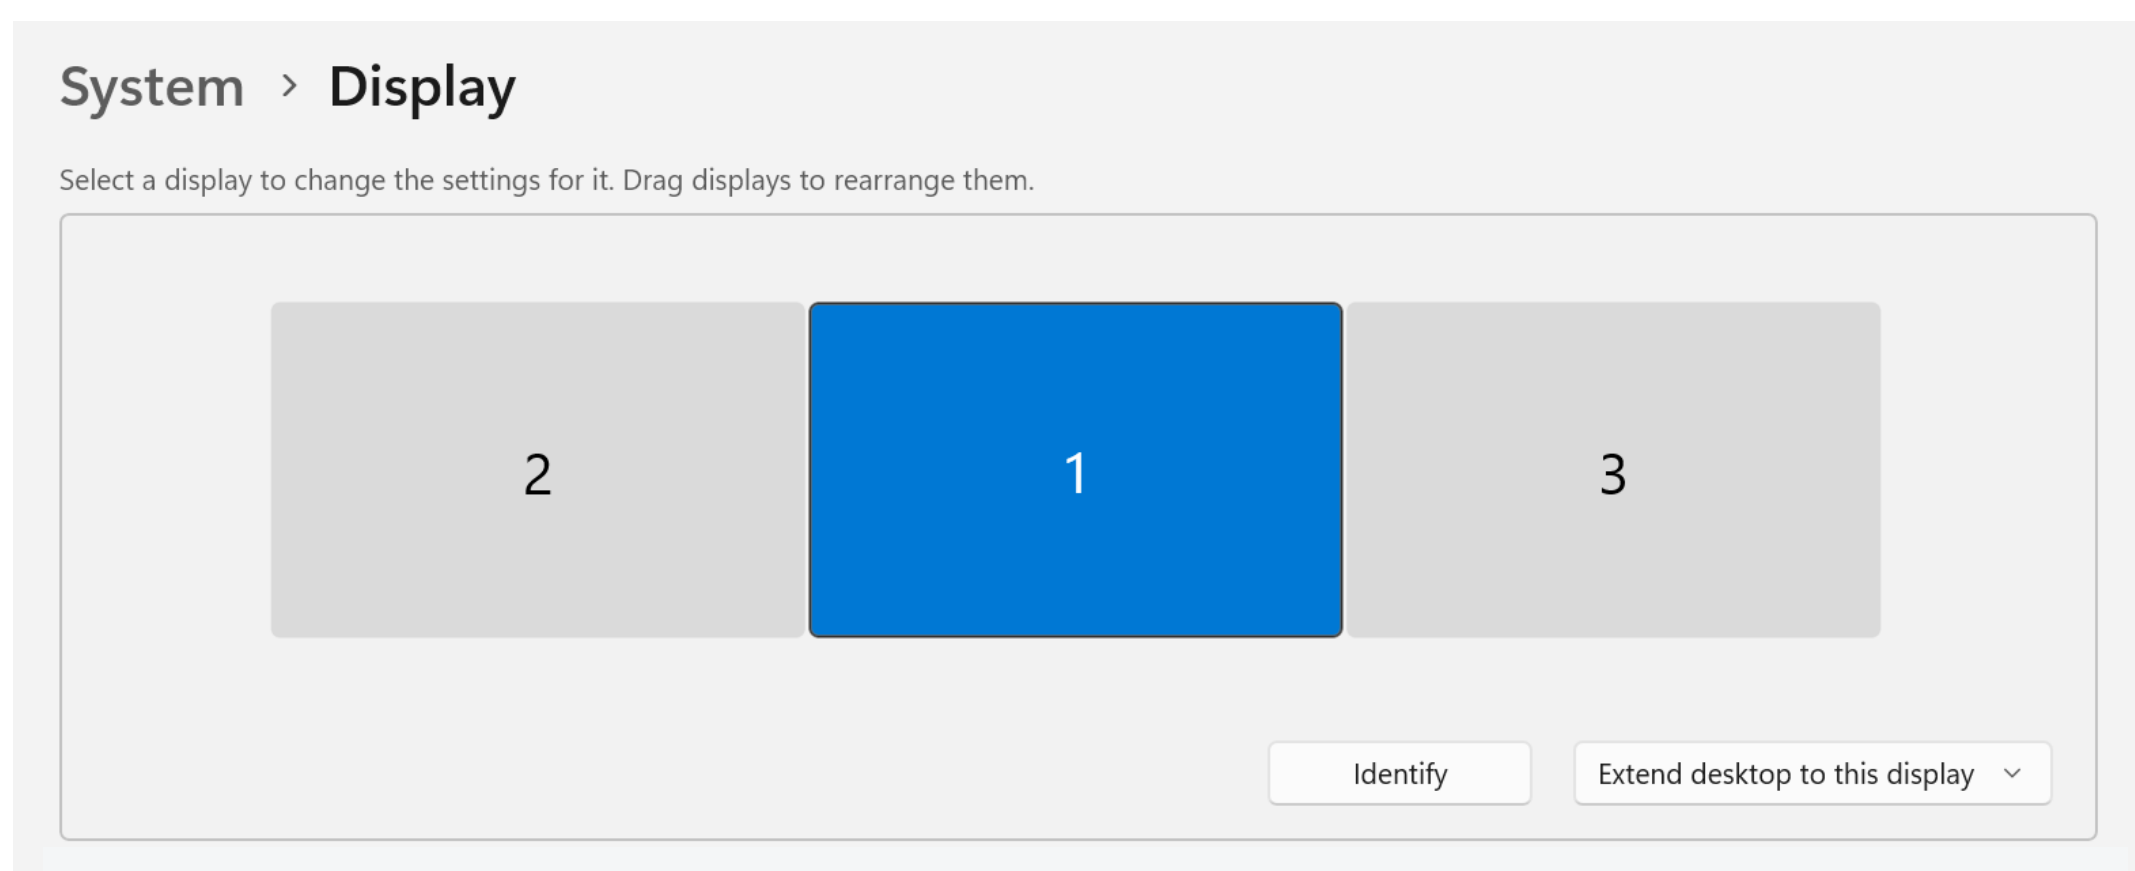 System > Display
Select a display to change the settings for it. Drag displays to rearrange them.
2 1 3
Identify Extend desktop to this display